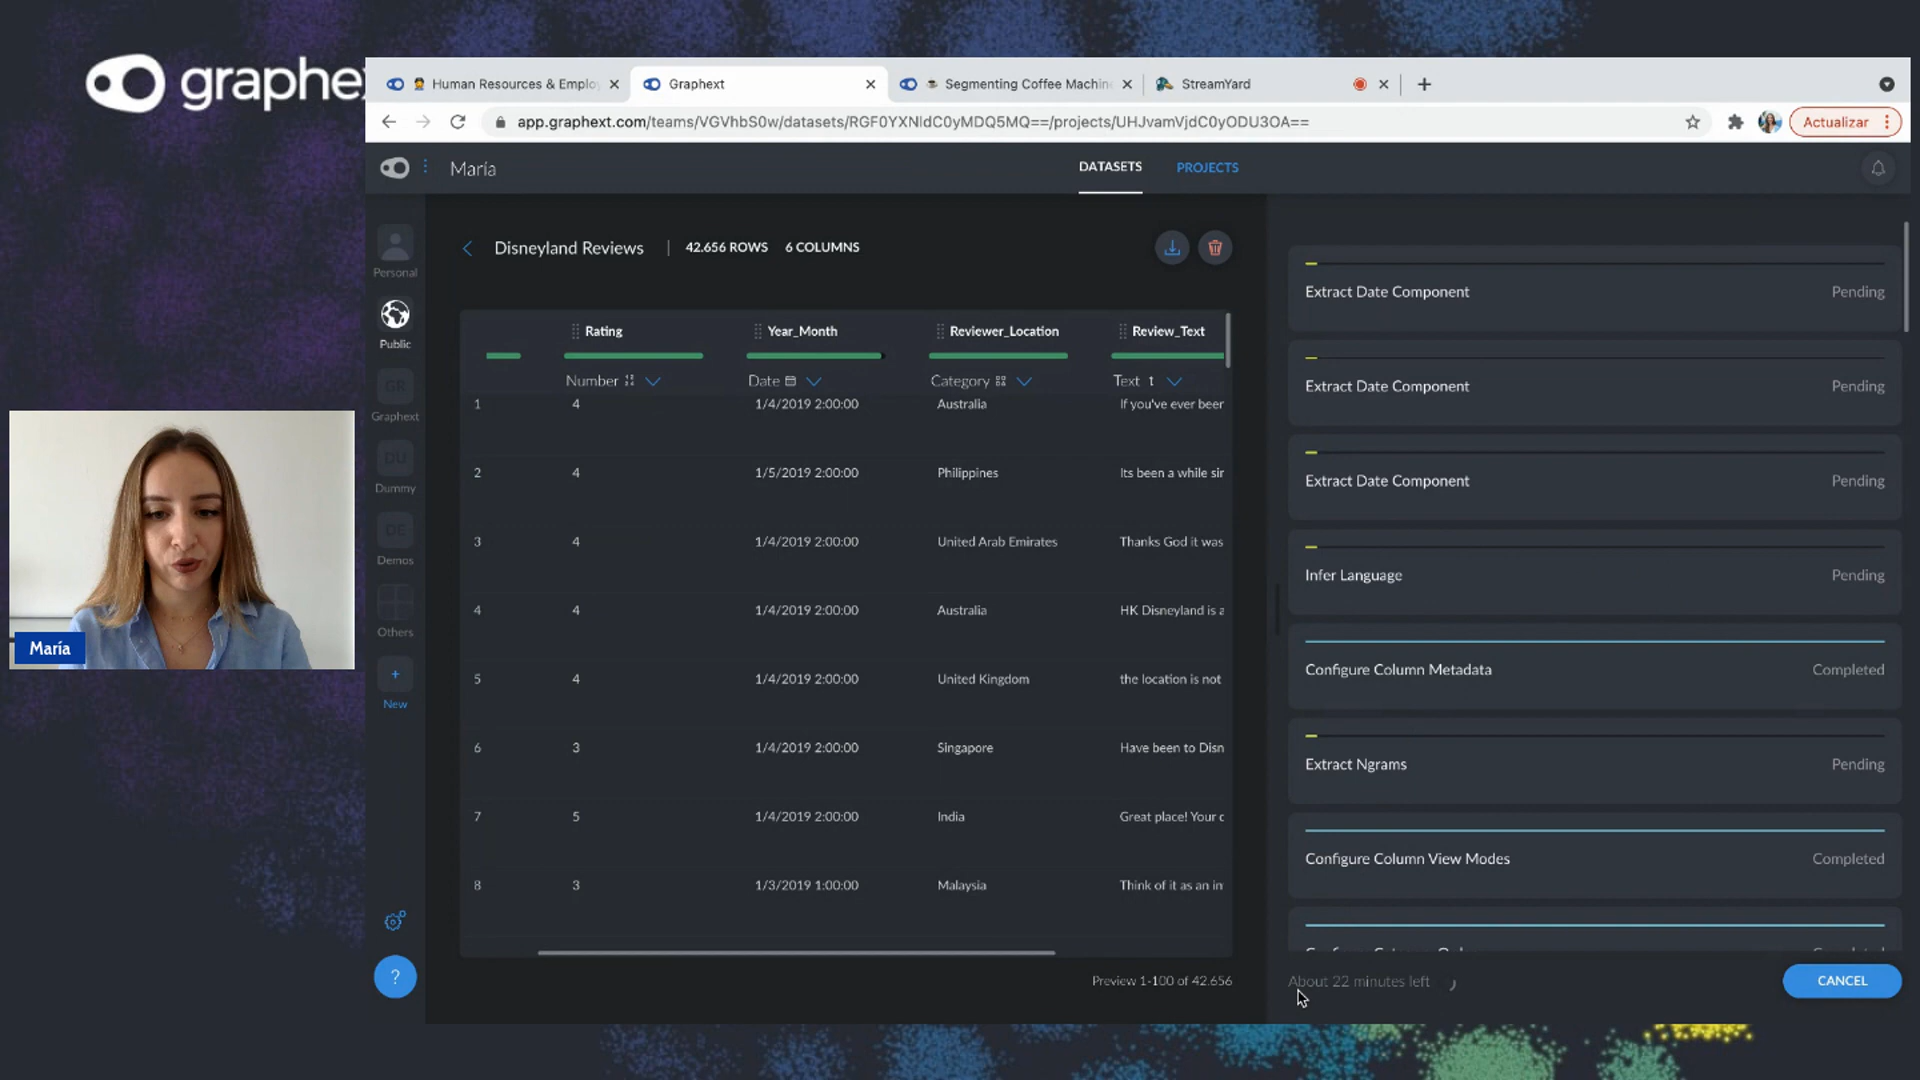 graphex
Human Resources & Emplo
Graphext
Segmenting Coffee Machin
StreamYard
app.graphext.com/teams/VGVhbS0w/datasets/RGF0YXNldC0yMDQ5MQ==/projects/UHJvamVjdC0yODU3OA==
Actualizar
María
DATASETS
PROJECTS
Personal
Public
GR
Graphext
DU
Dummy
DE
Demos
Others
+
New
?
Disneyland Reviews | 42.656 ROWS 6 COLUMNS
Rating Year_Month Reviewer_Location Review_Text
Number Date Category Text
1 4 1/4/2019 2:00:00 Australia If you've ever beer
2 4 1/5/2019 2:00:00 Philippines Its been a while sir
3 4 1/4/2019 2:00:00 United Arab Emirates Thanks God it was
4 4 1/4/2019 2:00:00 Australia HK Disneyland is a
5 4 1/4/2019 2:00:00 United Kingdom the location is not
6 3 1/4/2019 2:00:00 Singapore Have been to Disn
7 5 1/4/2019 2:00:00 India Great place! Your c
8 3 1/3/2019 1:00:00 Malaysia Think of it as an in
Preview 1-100 of 42.656
Extract Date Component Pending
Extract Date Component Pending
Extract Date Component Pending
Infer Language Pending
Configure Column Metadata Completed
Extract Ngrams Pending
Configure Column View Modes Completed
About 22 minutes left
CANCEL
María